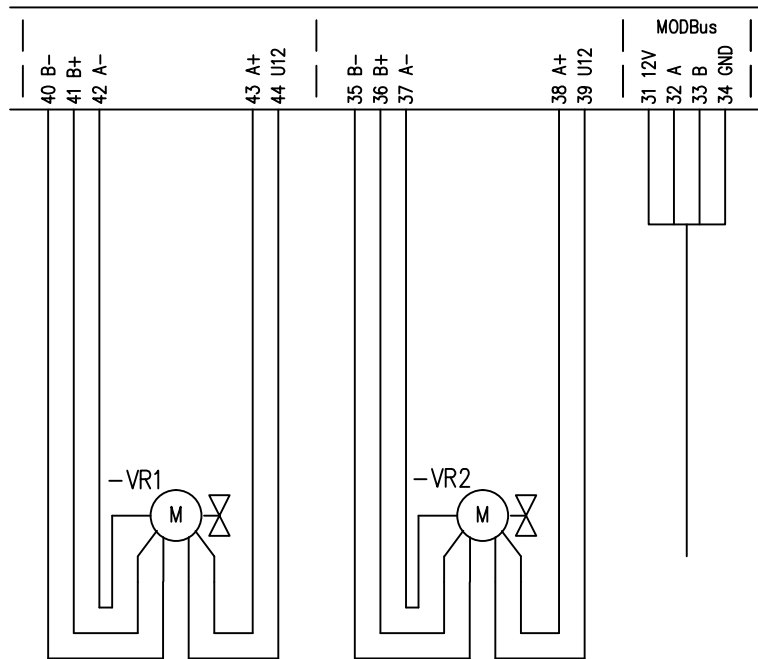 MODBus
40 B-
41 B+
42 A-
43 A+
44 U12
35 B-
36 B+
37 A-
38 A+
39 U12
31 12V
32 A
33 B
34 GND
-VR1
M
-VR2
M